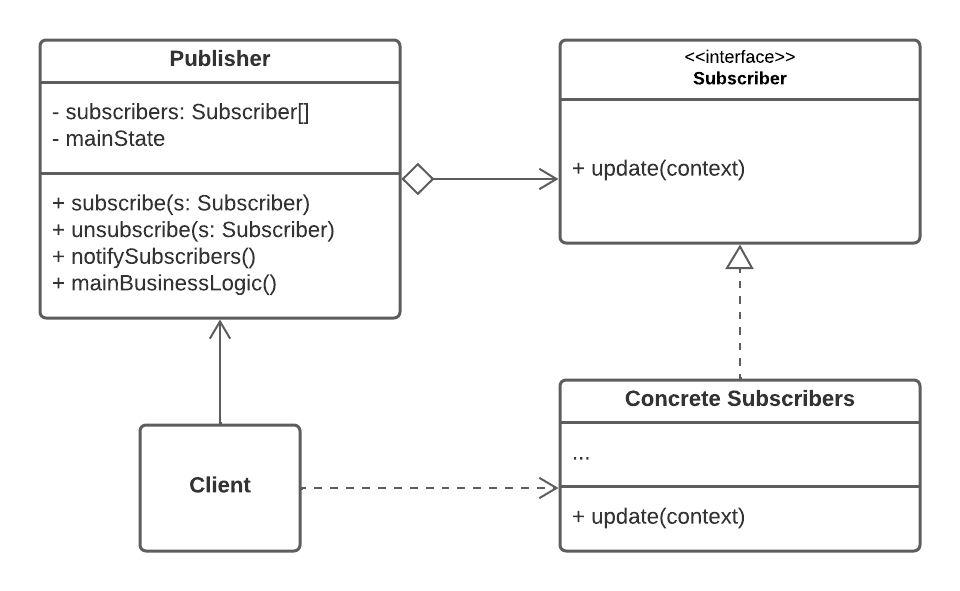 Publisher
- subscribers: Subscriber[]
- mainState
+ subscribe(s: Subscriber)
+ unsubscribe(s: Subscriber)
+ notifySubscribers()
+ mainBusinessLogic()
<<interface>>
Subscriber
+ update(context)
Client
Concrete Subscribers
...
+ update(context)